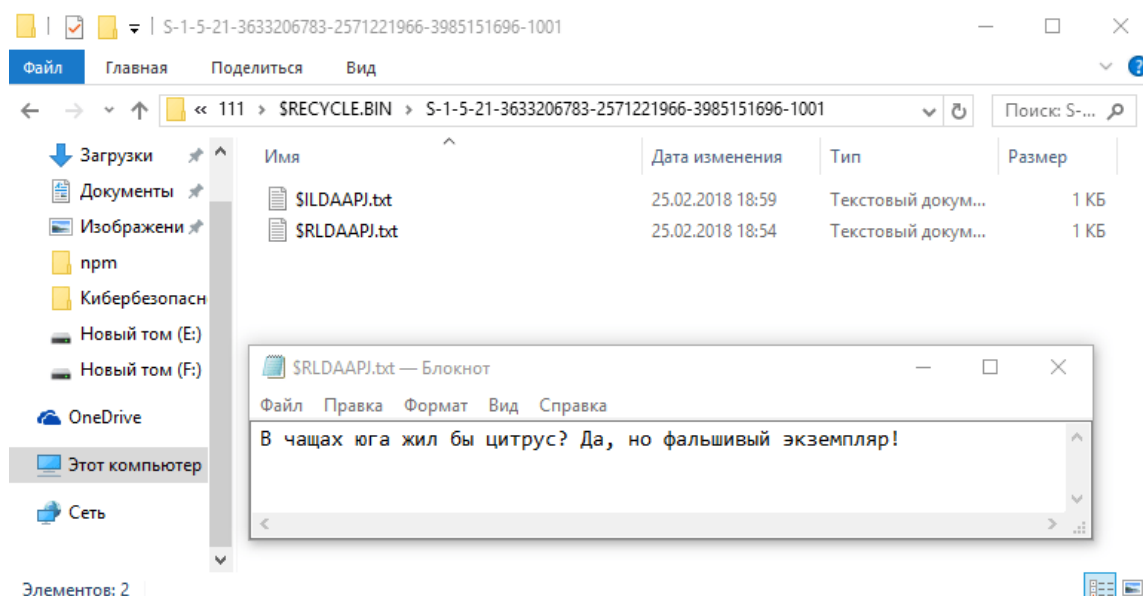 S-1-5-21-3633206783-2571221966-3985151696-1001
Файл Главная Поделиться Вид
« 111 > $RECYCLE.BIN > S-1-5-21-3633206783-2571221966-3985151696-1001 Поиск: S-...
Имя Дата изменения Тип Размер
Загрузки
Документы
Изображени
npm
Кибербезопасн
Новый том (E:)
Новый том (F:)
OneDrive
Этот компьютер
Сеть
$ILDAAPJ.txt 25.02.2018 18:59 Текстовый докум... 1 КБ
$RLDAAPJ.txt 25.02.2018 18:54 Текстовый докум... 1 КБ
$RLDAAPJ.txt — Блокнот
Файл Правка Формат Вид Справка
В чащах юга жил бы цитрус? Да, но фальшивый экземпляр!
Элементов: 2